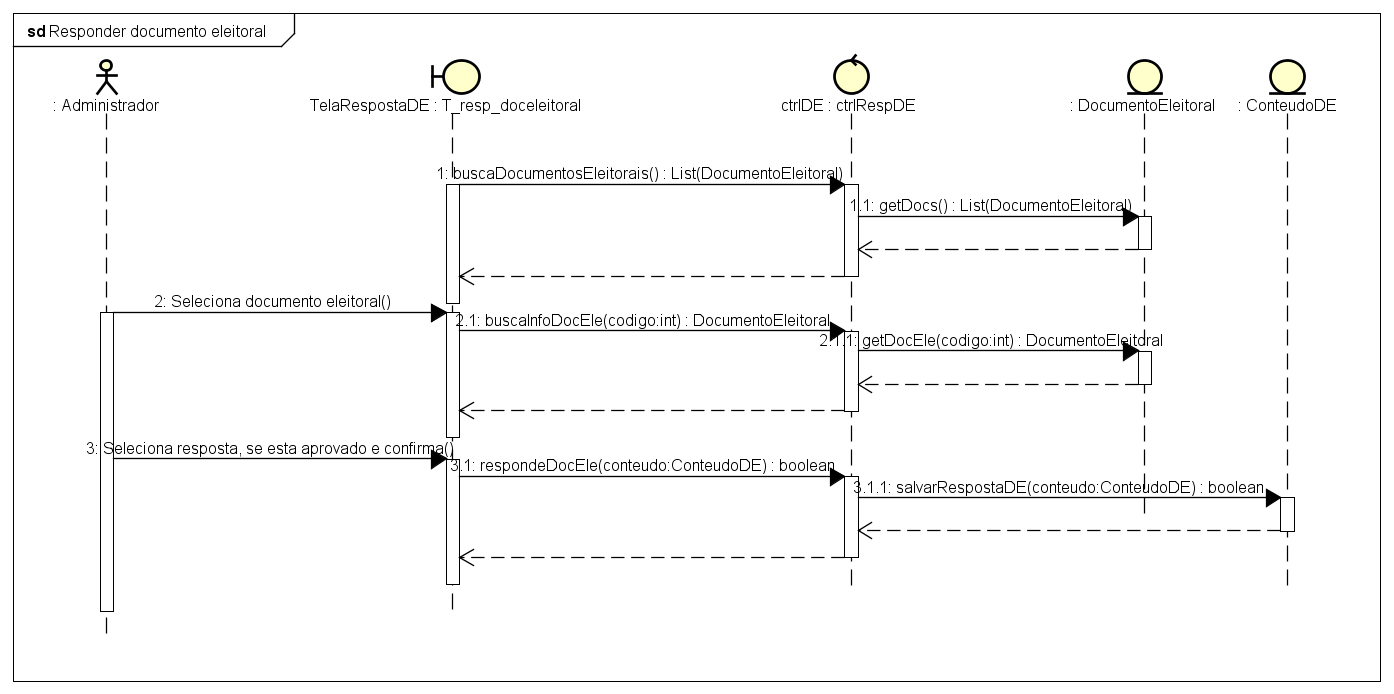 sd Responder documento eleitoral
: Administrador
TelaRespostaDE : T_resp_doceleitoral
ctrlDE : ctrlRespDE
: DocumentoEleitoral
: ConteudoDE
1: buscaDocumentosEleitorais() : List(DocumentoEleitoral)
1.1: getDocs() : List(DocumentoEleitoral)
2: Seleciona documento eleitoral()
2.1: buscaInfoDocEle(codigo:int) : DocumentoEleitoral
2.1.1: getDocEle(codigo:int) : DocumentoEleitoral
3: Seleciona resposta, se esta aprovado e confirma()
3.1: respondeDocEle(conteudo:ConteudoDE) : boolean
3.1.1: salvarRespostaDE(conteudo:ConteudoDE) : boolean